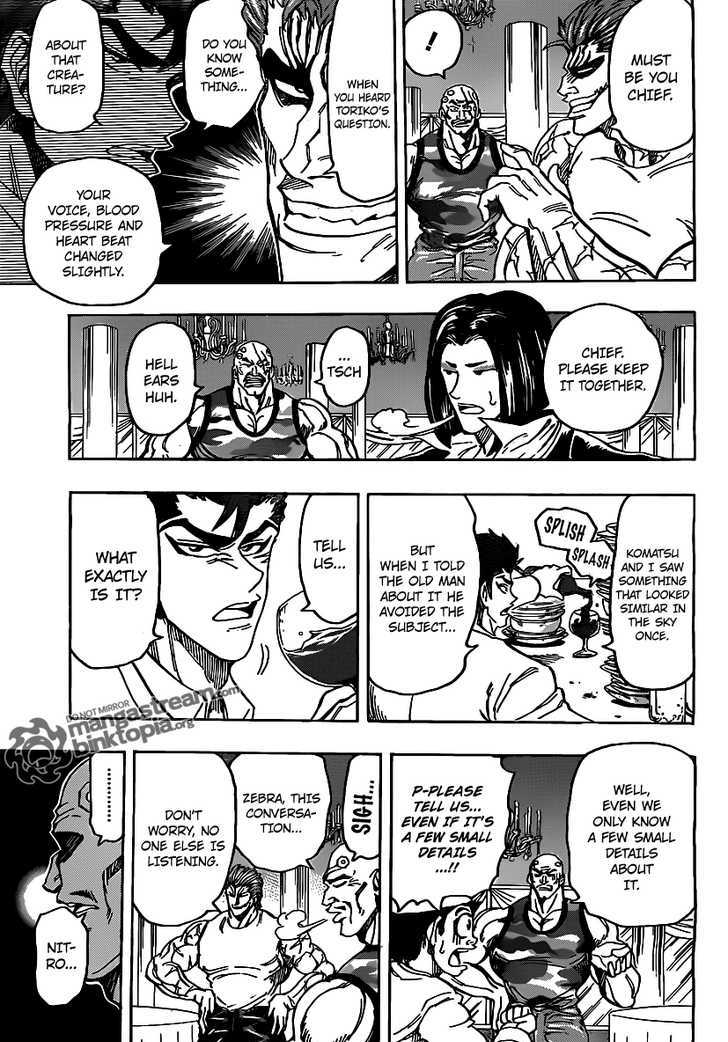 MUST
BE YOU
CHIEF.
!
WHEN
YOU HEARD
TORIKO'S
QUESTION.
DO YOU
KNOW
SOME-
THING...
ABOUT
THAT
CREA-
TURE?
YOUR
VOICE, BLOOD
PRESSURE AND
HEART BEAT
CHANGED
SLIGHTLY.
CHIEF.
PLEASE KEEP
IT TOGETHER.
...
TSCH
HELL
EARS
HUH.
KOMATSU
AND I SAW
SOMETHING
THAT LOOKED
SIMILAR IN
THE SKY
ONCE.
SPLISH
SPLASH
BUT
WHEN I TOLD
THE OLD MAN
ABOUT IT HE
AVOIDED THE
SUBJECT...
TELL
US...
WHAT
EXACTLY
IS IT?
DO NOT MIRROR
mangastream.com
binktopia.org
WELL,
EVEN WE
ONLY KNOW
A FEW SMALL
DETAILS
ABOUT
IT.
P-PLEASE
TELL US...
EVEN IF IT'S
A FEW SMALL
DETAILS
...!!
SIGH...
ZEBRA, THIS
CONVERSA-
TION...
DON'T
WORRY, NO
ONE ELSE IS
LISTENING.
.........
NIT-
RO...